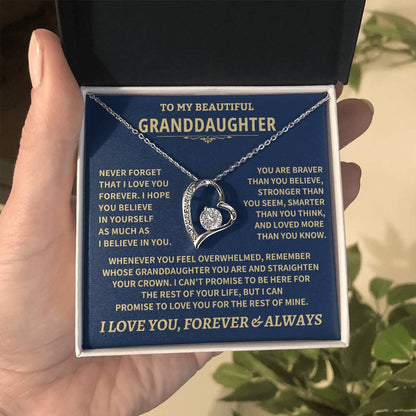 TO MY BEAUTIFUL
GRANDDAUGHTER
NEVER FORGET
THAT I LOVE YOU
FOREVER. I HOPE
YOU BELIEVE
IN YOURSELF
AS MUCH AS
I BELIEVE IN YOU.
YOU ARE BRAVER
THAN YOU BELIEVE,
STRONGER THAN
YOU SEEM, SMARTER
THAN YOU THINK,
AND LOVED MORE
THAN YOU KNOW.
WHENEVER YOU FEEL OVERWHELMED, REMEMBER
WHOSE GRANDDAUGHTER YOU ARE AND STRAIGHTEN
YOUR CROWN. I CAN'T PROMISE TO BE HERE FOR
THE REST OF YOUR LIFE, BUT I CAN
PROMISE TO LOVE YOU FOR THE REST OF MINE.
I LOVE YOU, FOREVER & ALWAYS